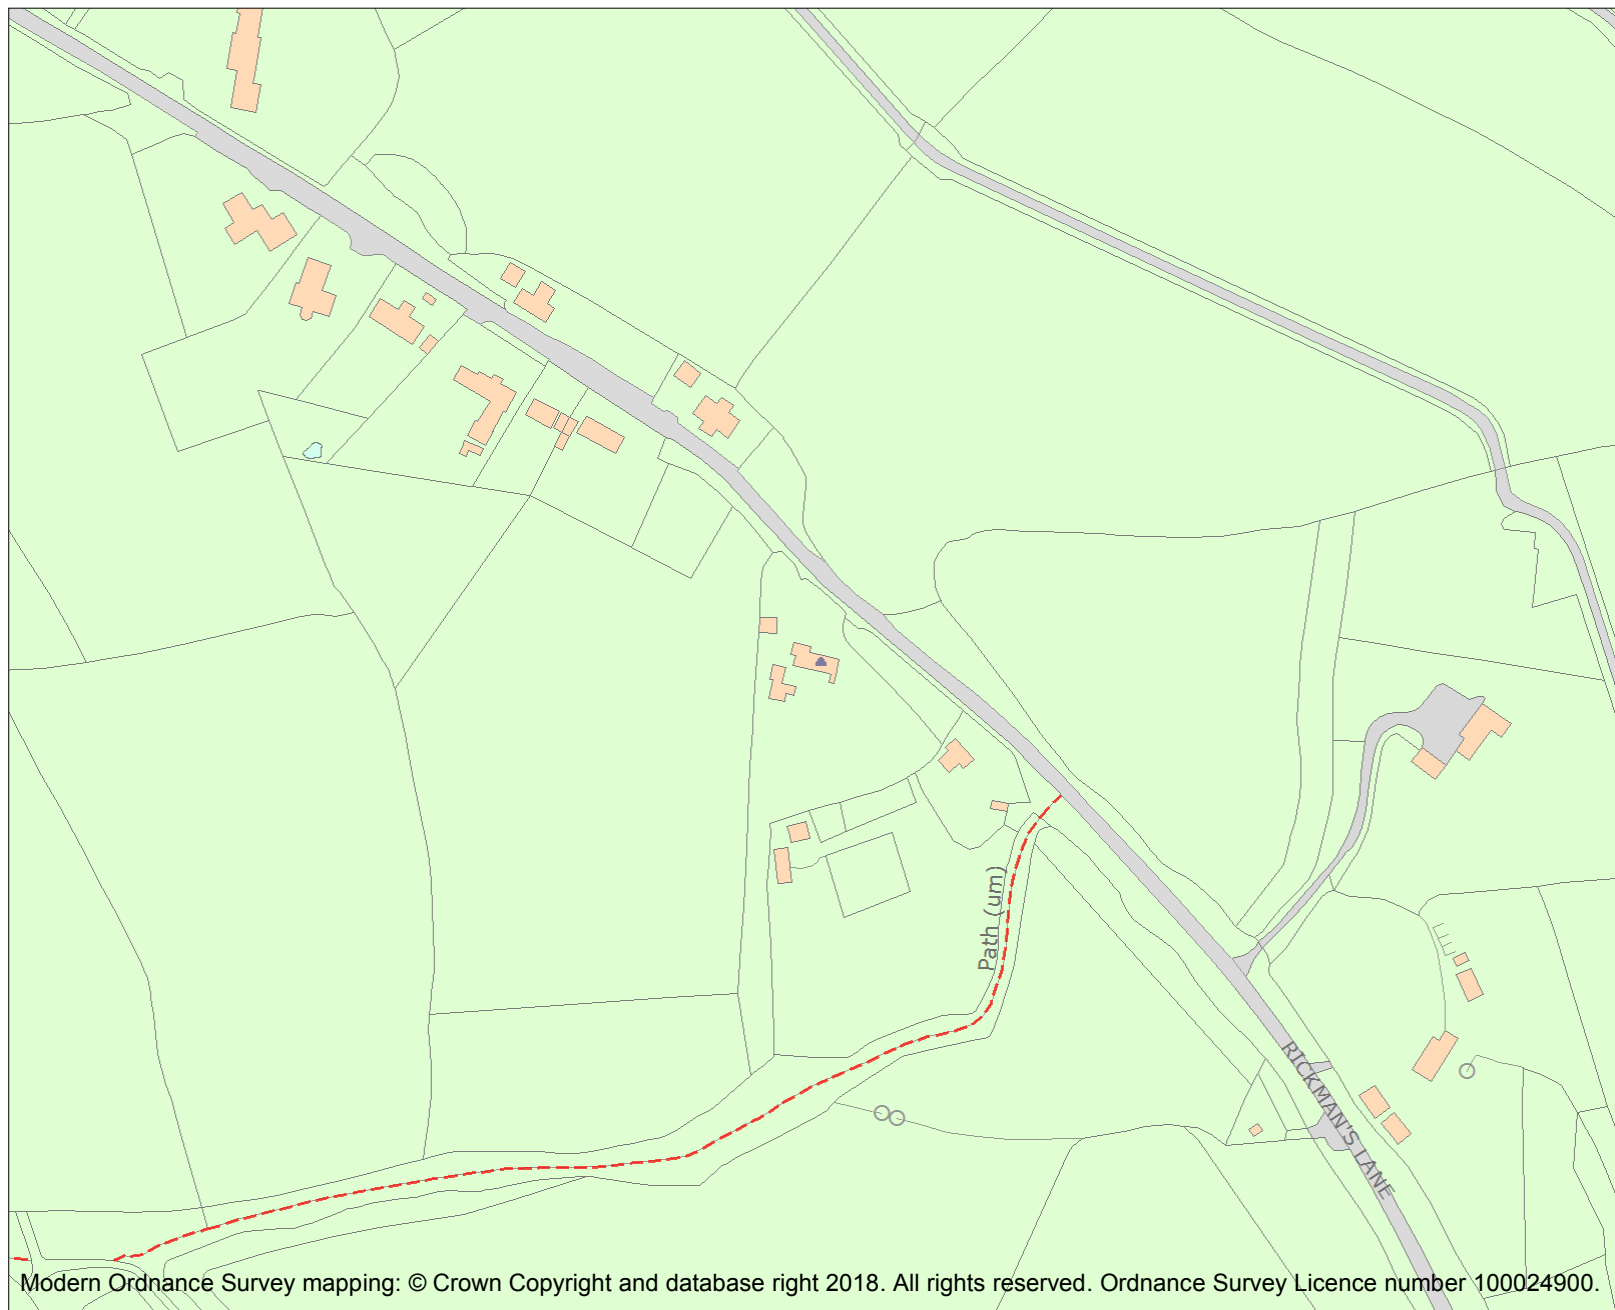 Path (um)
RICKMAN'S LANE
Modern Ordnance Survey mapping: © Crown Copyright and database right 2018. All rights reserved. Ordnance Survey Licence number 100024900.